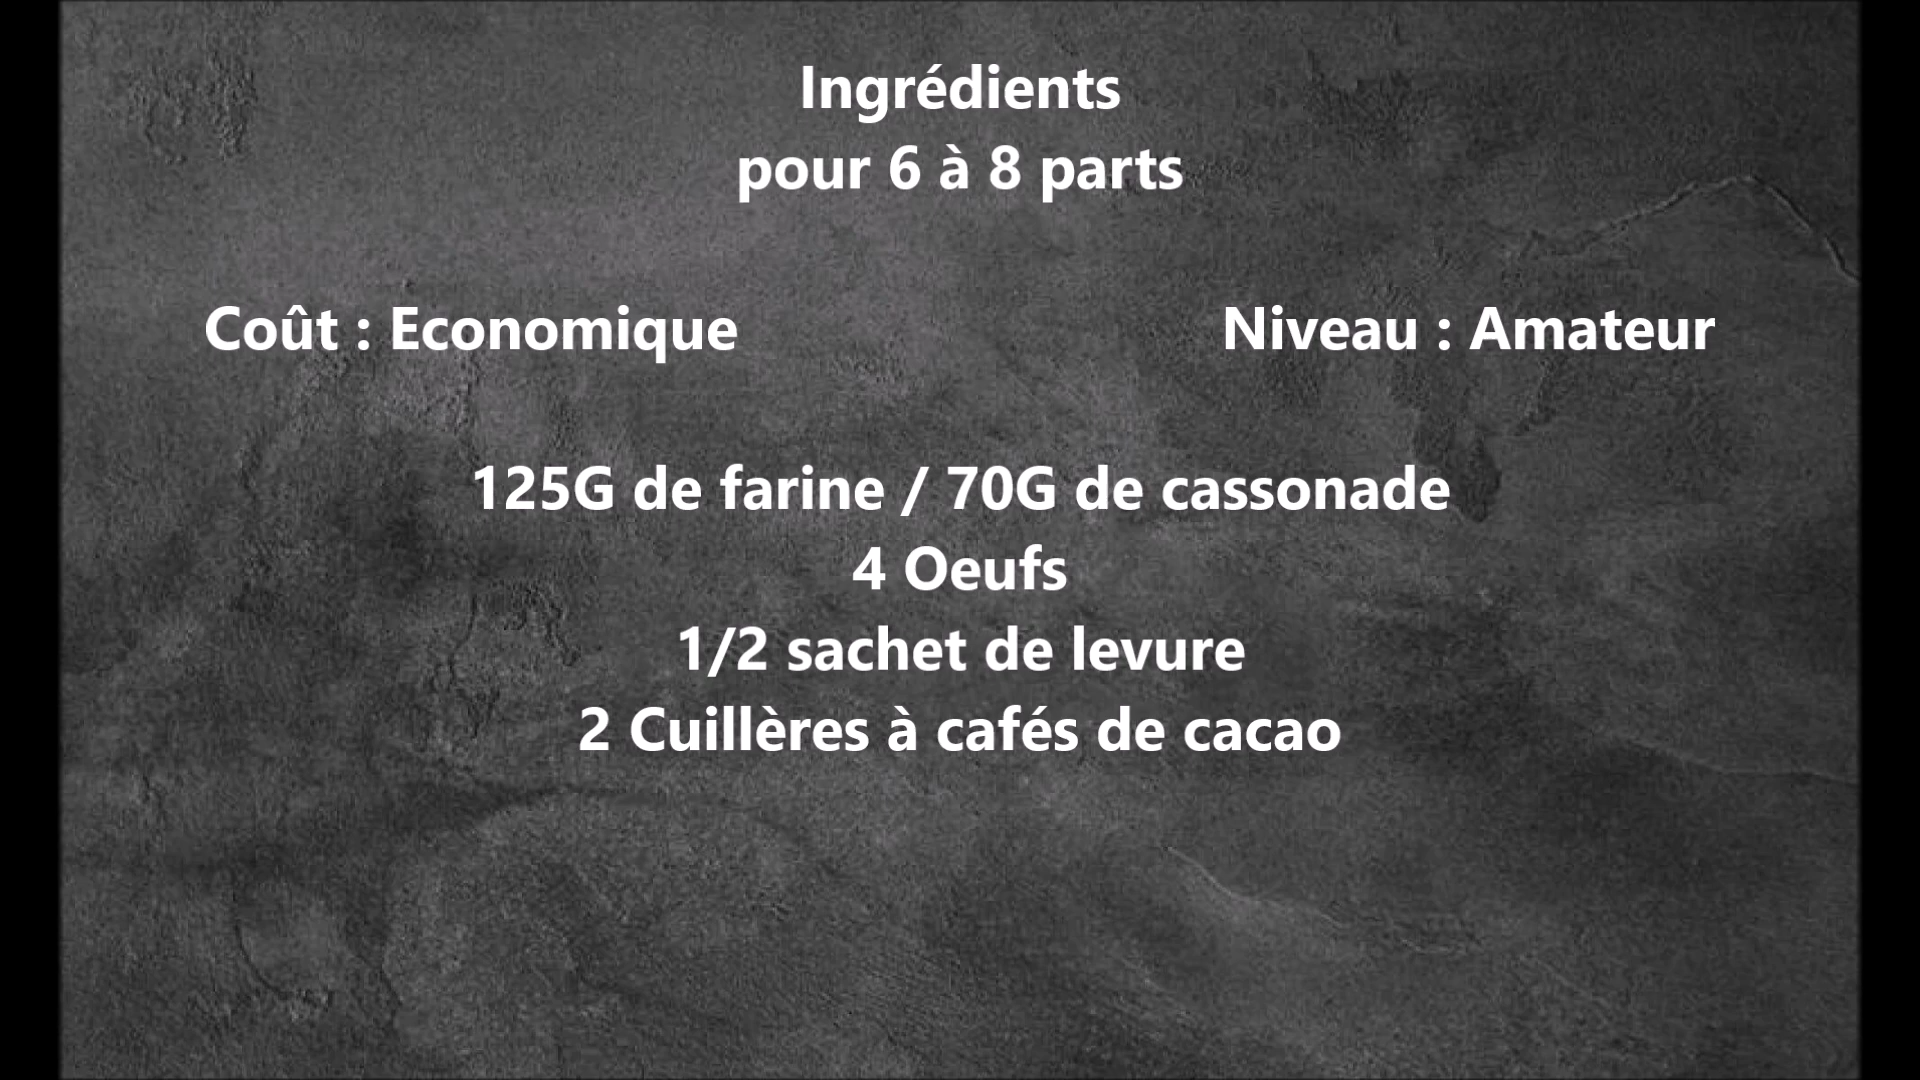 Ingrédients
pour 6 à 8 parts
Coût : Economique Niveau : Amateur
125G de farine / 70G de cassonade
4 Oeufs
1/2 sachet de levure
2 Cuillères à cafés de cacao